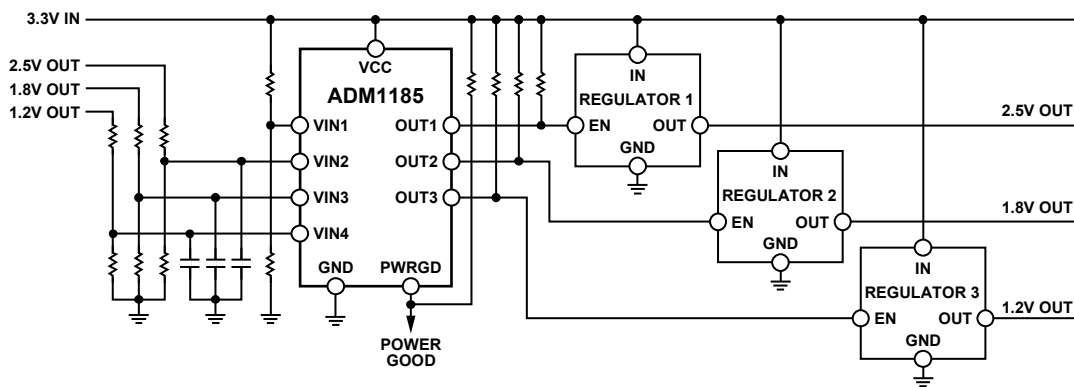 3.3V IN
2.5V OUT
1.8V OUT
1.2V OUT
VCC
ADM1185
VIN1
VIN2
VIN3
VIN4
OUT1
OUT2
OUT3
GND
PWRGD
POWER
GOOD
IN
REGULATOR 1
EN
OUT
GND
2.5V OUT
IN
REGULATOR 2
EN
OUT
GND
1.8V OUT
IN
REGULATOR 3
EN
OUT
GND
1.2V OUT